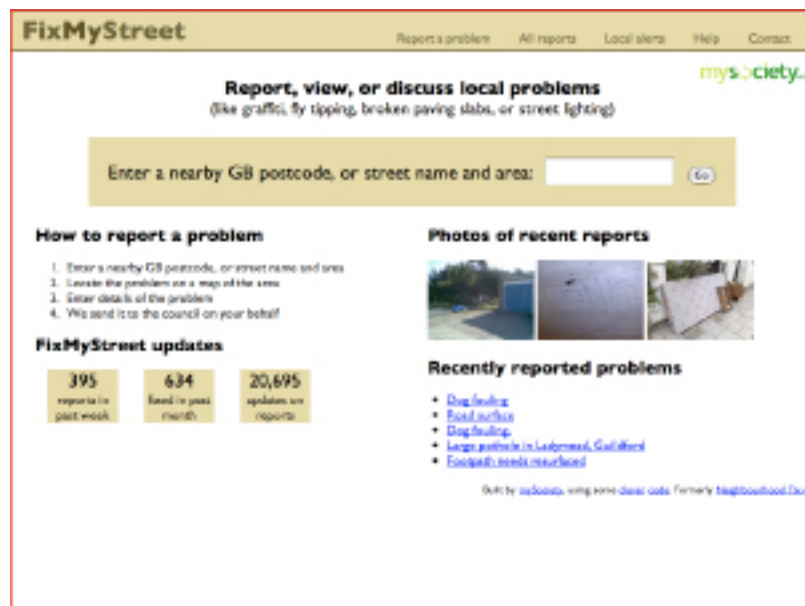 FixMyStreet
Report a problem All reports Local alerts Help Contact
mysociety
Report, view, or discuss local problems
(like graffiti, fly tipping, broken paving slabs, or street lighting)
Enter a nearby GB postcode, or street name and area: Go
How to report a problem
1. Enter a nearby GB postcode, or street name and area
2. Locate the problem on a map of the area
3. Enter details of the problem
4. We send it to the council on your behalf
FixMyStreet updates
395
reports in
past week
634
fixed in past
month
20,695
updates on
reports
Photos of recent reports
Recently reported problems
• Dog fouling
• Road surface
• Dog fouling.
• Large pothole in Ladymead, Guildford
• Footpath needs resurfaced
Built by mySociety, using some clever code. Formerly